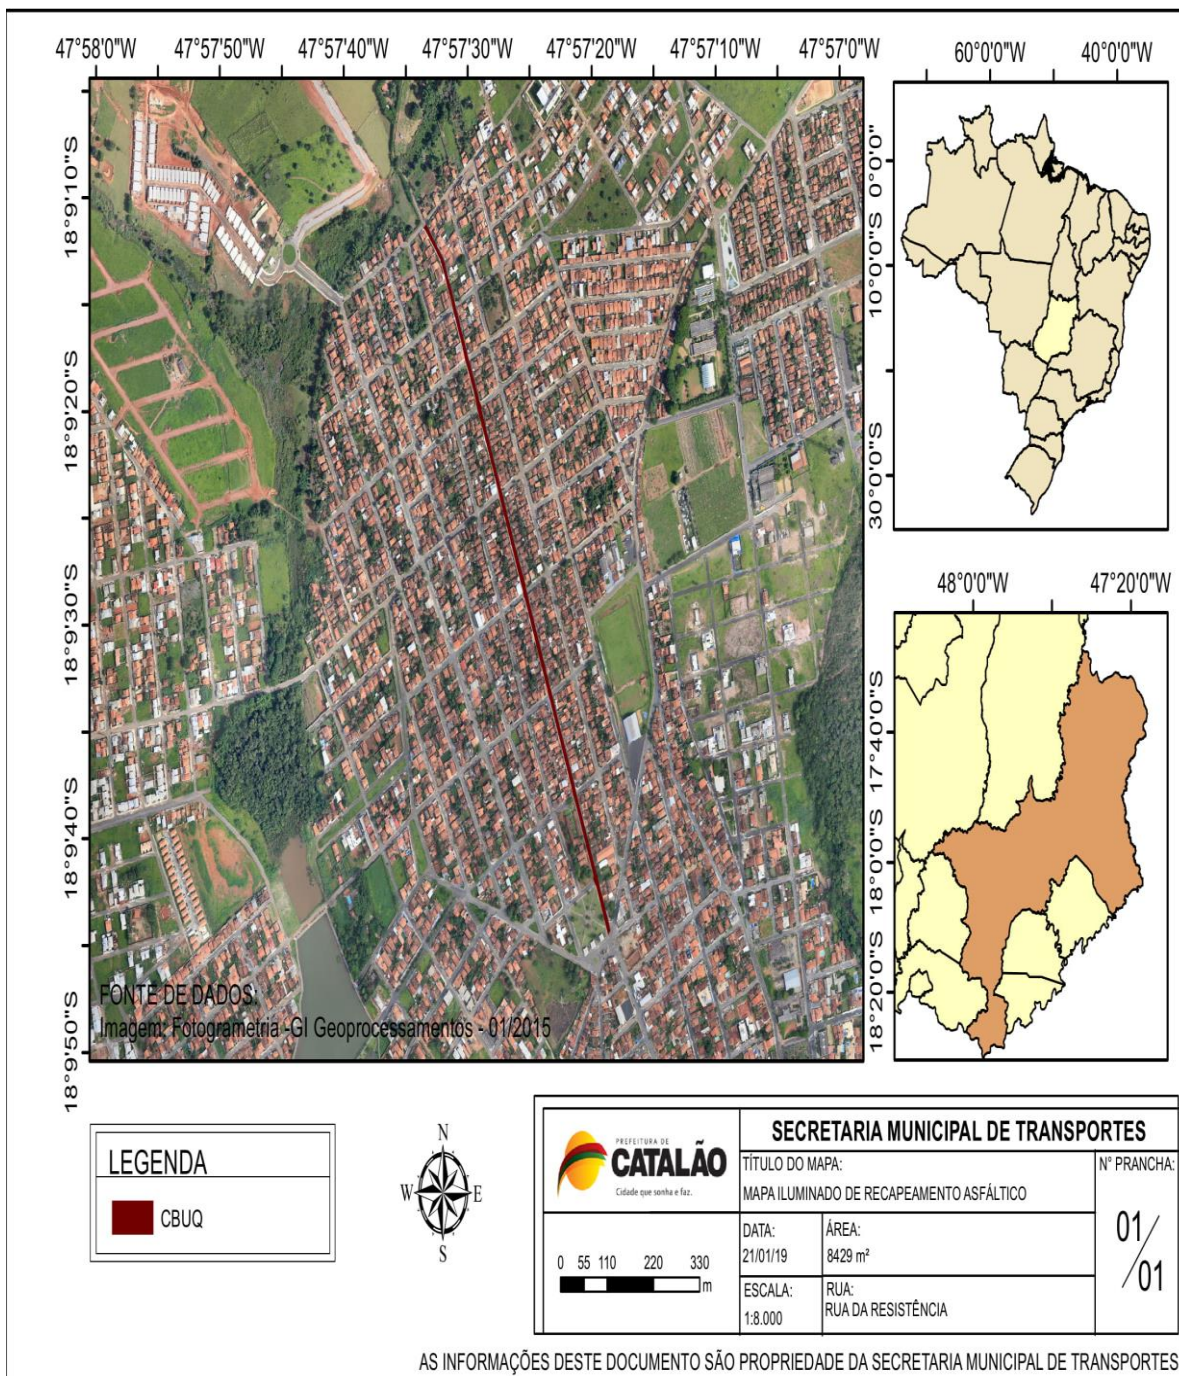 47°58'0"W 47°57'50"W 47°57'40"W 47°57'30"W 47°57'20"W 47°57'10"W 47°57'0"W
18°9'10"S
18°9'20"S
18°9'30"S
18°9'40"S
18°9'50"S
FONTE DE DADOS:
Imagem: Fotogrametria -GI Geoprocessamentos - 01/2015
60°0'0"W 40°0'0"W
0°0'0"
10°0'0"S
30°0'0"S
48°0'0"W 47°20'0"W
17°40'0"S
18°0'0"S
18°20'0"S
LEGENDA
CBUQ
N
W E
S
PREFEITURA DE
CATALÃO
Cidade que sonha e faz.
0 55 110 220 330
m
SECRETARIA MUNICIPAL DE TRANSPORTES
TÍTULO DO MAPA:
MAPA ILUMINADO DE RECAPEAMENTO ASFÁLTICO
N° PRANCHA:
01/01
DATA:
21/01/19
ÁREA:
8429 m²
ESCALA:
1:8.000
RUA:
RUA DA RESISTÊNCIA
AS INFORMAÇÕES DESTE DOCUMENTO SÃO PROPRIEDADE DA SECRETARIA MUNICIPAL DE TRANSPORTES